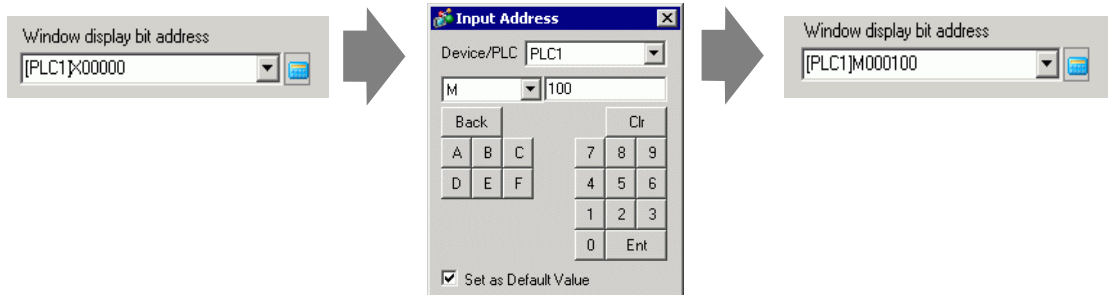 Window display bit address
[PLC1]X00000
Input Address
Device/PLC PLC1
M 100
Back Clr
A B C 7 8 9
D E F 4 5 6
1 2 3
0 Ent
Set as Default Value
Window display bit address
[PLC1]M000100